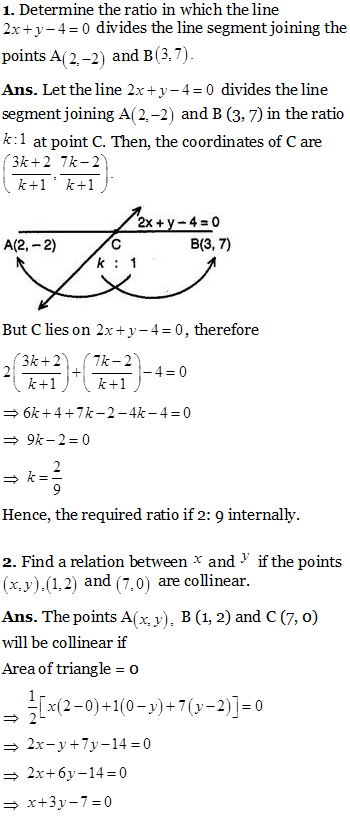 1. Determine the ratio in which the line
2x + y − 4 = 0 divides the line segment joining the
points A(2, −2) and B(3, 7).
Ans. Let the line 2x + y − 4 = 0 divides the line
segment joining A(2, −2) and B (3, 7) in the ratio
k : 1 at point C. Then, the coordinates of C are
((3k + 2)/(k + 1), (7k − 2)/(k + 1)).
2x + y − 4 = 0
A(2, − 2) C B(3, 7)
k : 1
But C lies on 2x + y − 4 = 0, therefore
2((3k + 2)/(k + 1)) + ((7k − 2)/(k + 1)) − 4 = 0
⇒ 6k + 4 + 7k − 2 − 4k − 4 = 0
⇒ 9k − 2 = 0
⇒ k = 2/9
Hence, the required ratio if 2: 9 internally.
2. Find a relation between x and y if the points
(x, y), (1, 2) and (7, 0) are collinear.
Ans. The points A(x, y), B (1, 2) and C (7, 0)
will be collinear if
Area of triangle = 0
⇒ 1/2[x(2 − 0) + 1(0 − y) + 7(y − 2)] = 0
⇒ 2x − y + 7y − 14 = 0
⇒ 2x + 6y − 14 = 0
⇒ x + 3y − 7 = 0